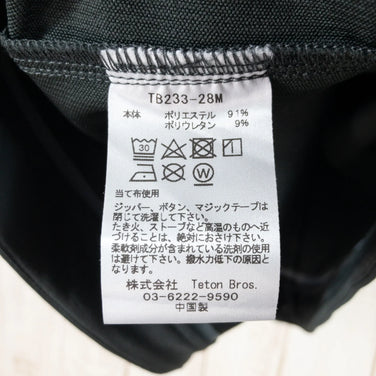 TB233-28M
本体 ポリエステル 91%
ポリウレタン 9%
30
W
当て布使用
ジッパー、ボタン、マジックテープは
閉じて洗濯して下さい。
たき火、ストーブなど高温のものへ近
づけることは、絶対にお避け下さい。
柔軟剤成分が含まれている洗剤の使用
は避けて下さい。撥水力低下の原因と
なります。
株式会社 Teton Bros.
03-6222-9590
中国製